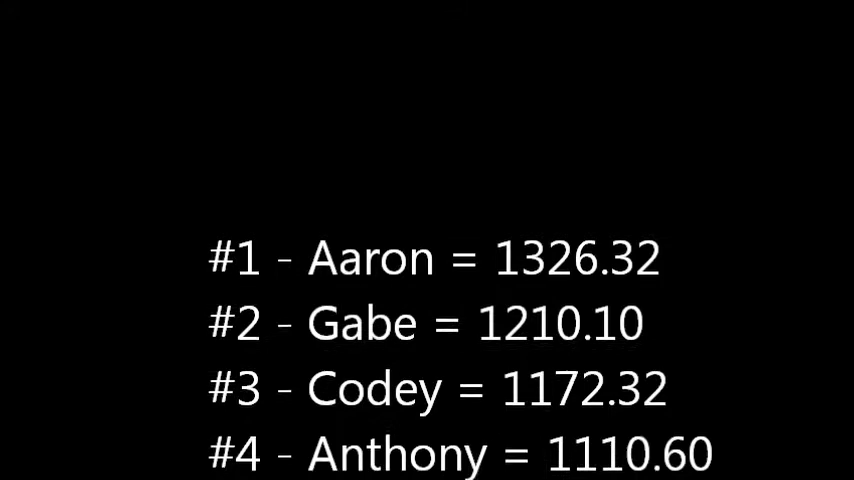 #1 - Aaron = 1326.32
#2 - Gabe = 1210.10
#3 - Codey = 1172.32
#4 - Anthony = 1110.60